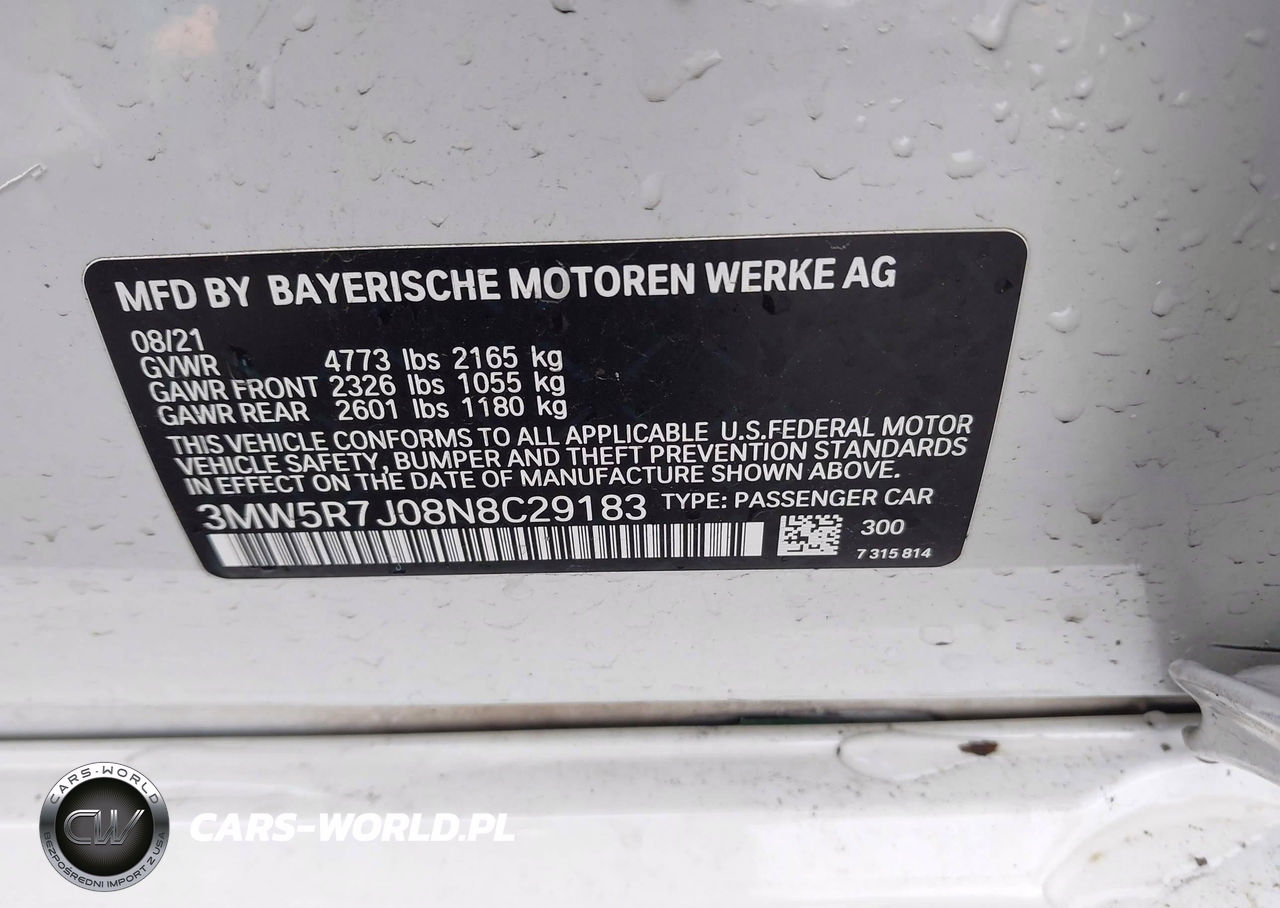 MFD BY BAYERISCHE MOTOREN WERKE AG
08/21
GVWR 4773 lbs 2165 kg
GAWR FRONT 2326 lbs 1055 kg
GAWR REAR 2601 lbs 1180 kg
THIS VEHICLE CONFORMS TO ALL APPLICABLE U.S.FEDERAL MOTOR
VEHICLE SAFETY, BUMPER AND THEFT PREVENTION STANDARDS
IN EFFECT ON THE DATE OF MANUFACTURE SHOWN ABOVE.
3MW5R7J08N8C29183 TYPE: PASSENGER CAR
300
7 315 814
CARS-WORLD
CW
BEZPOŚREDNI IMPORT Z USA
CARS-WORLD.PL